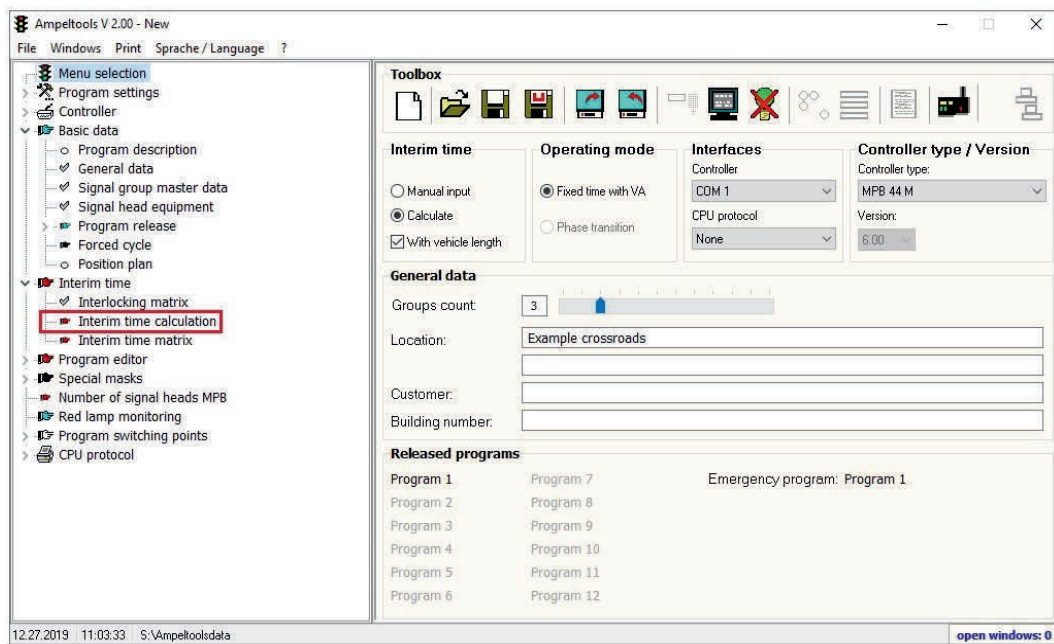 Ampeltools V 2.00 - New
File Windows Print Sprache / Language ?
Menu selection
Program settings
Controller
Basic data
Program description
General data
Signal group master data
Signal head equipment
Program release
Forced cycle
Position plan
Interim time
Interlocking matrix
Interim time calculation
Interim time matrix
Program editor
Special masks
Number of signal heads MPB
Red lamp monitoring
Program switching points
CPU protocol
Toolbox
Interim time
Manual input
Calculate
With vehicle length
Operating mode
Fixed time with VA
Phase transition
Interfaces
Controller
COM 1
CPU protocol
None
Controller type / Version
Controller type:
MPB 44 M
Version:
6.00
General data
Groups count: 3
Location: Example crossroads
Customer:
Building number:
Released programs
Program 1 Program 7 Emergency program: Program 1
Program 2 Program 8
Program 3 Program 9
Program 4 Program 10
Program 5 Program 11
Program 6 Program 12
12.27.2019 11:03:33 S:\Ampeltoolsdata open windows: 0